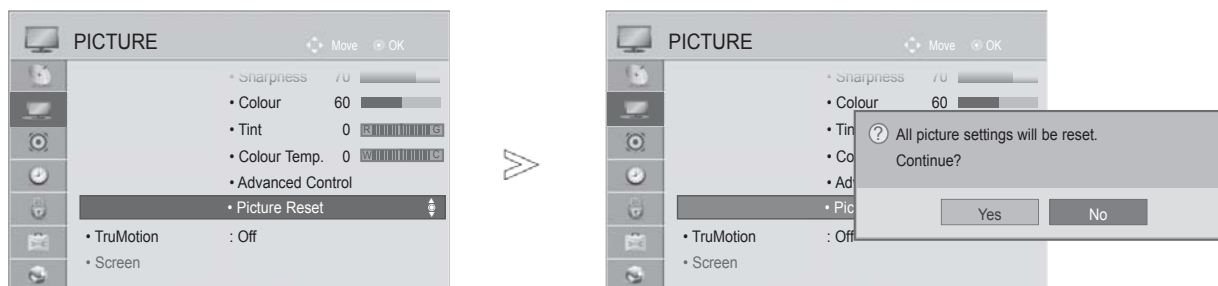 PICTURE Move OK
• Sharpness 70
• Colour 60
• Tint 0 R G
• Colour Temp. 0 W C
• Advanced Control
• Picture Reset
• TruMotion : Off
• Screen
PICTURE Move OK
• Sharpness 70
• Colour 60
• Tin
• Co
• Ad
• Pic
• TruMotion : Off
• Screen
? All picture settings will be reset.
Continue?
Yes No